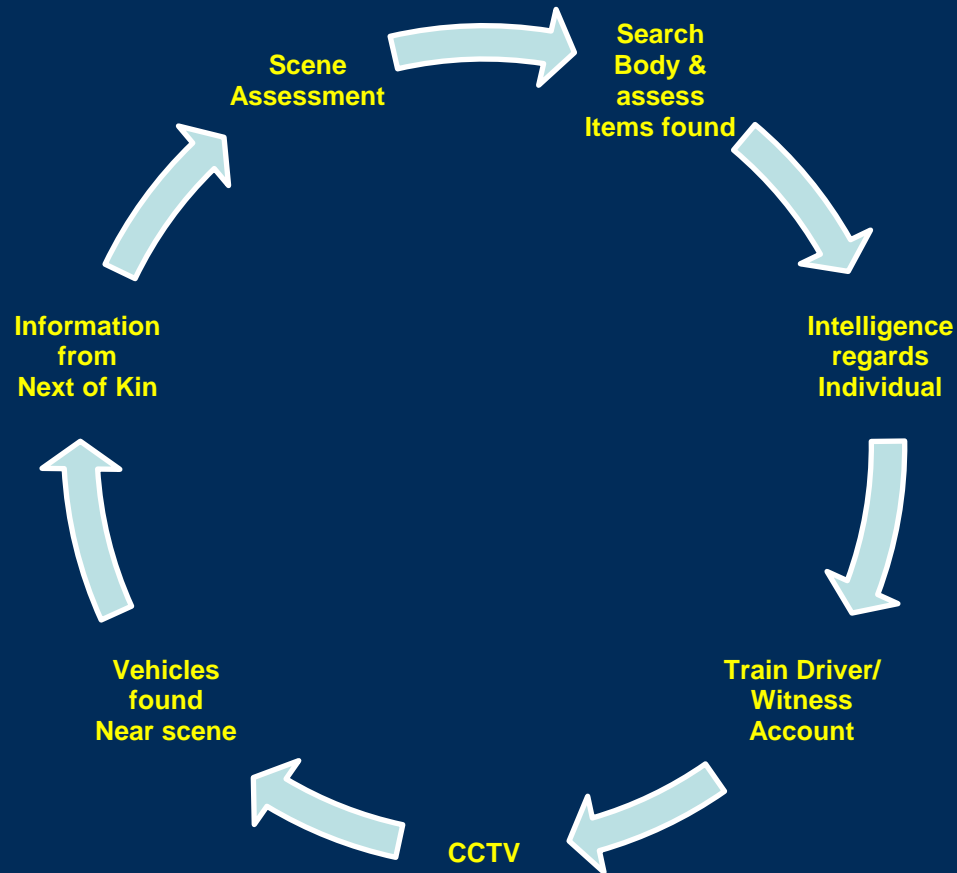 Scene
Assessment
Search
Body &
assess
Items found
Intelligence
regards
Individual
Train Driver/
Witness
Account
CCTV
Vehicles
found
Near scene
Information
from
Next of Kin